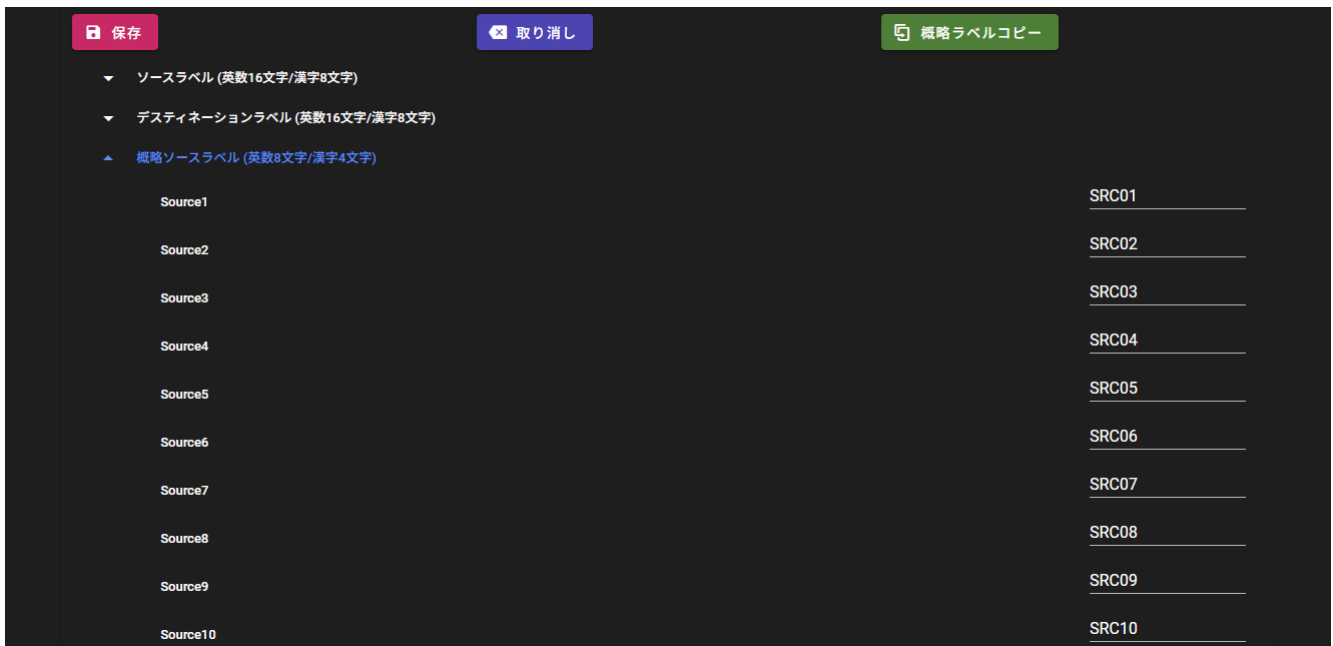 保存 取り消し 概略ラベルコピー
ソースラベル (英数16文字/漢字8文字)
デスティネーションラベル (英数16文字/漢字8文字)
概略ソースラベル (英数8文字/漢字4文字)
Source1 SRC01
Source2 SRC02
Source3 SRC03
Source4 SRC04
Source5 SRC05
Source6 SRC06
Source7 SRC07
Source8 SRC08
Source9 SRC09
Source10 SRC10